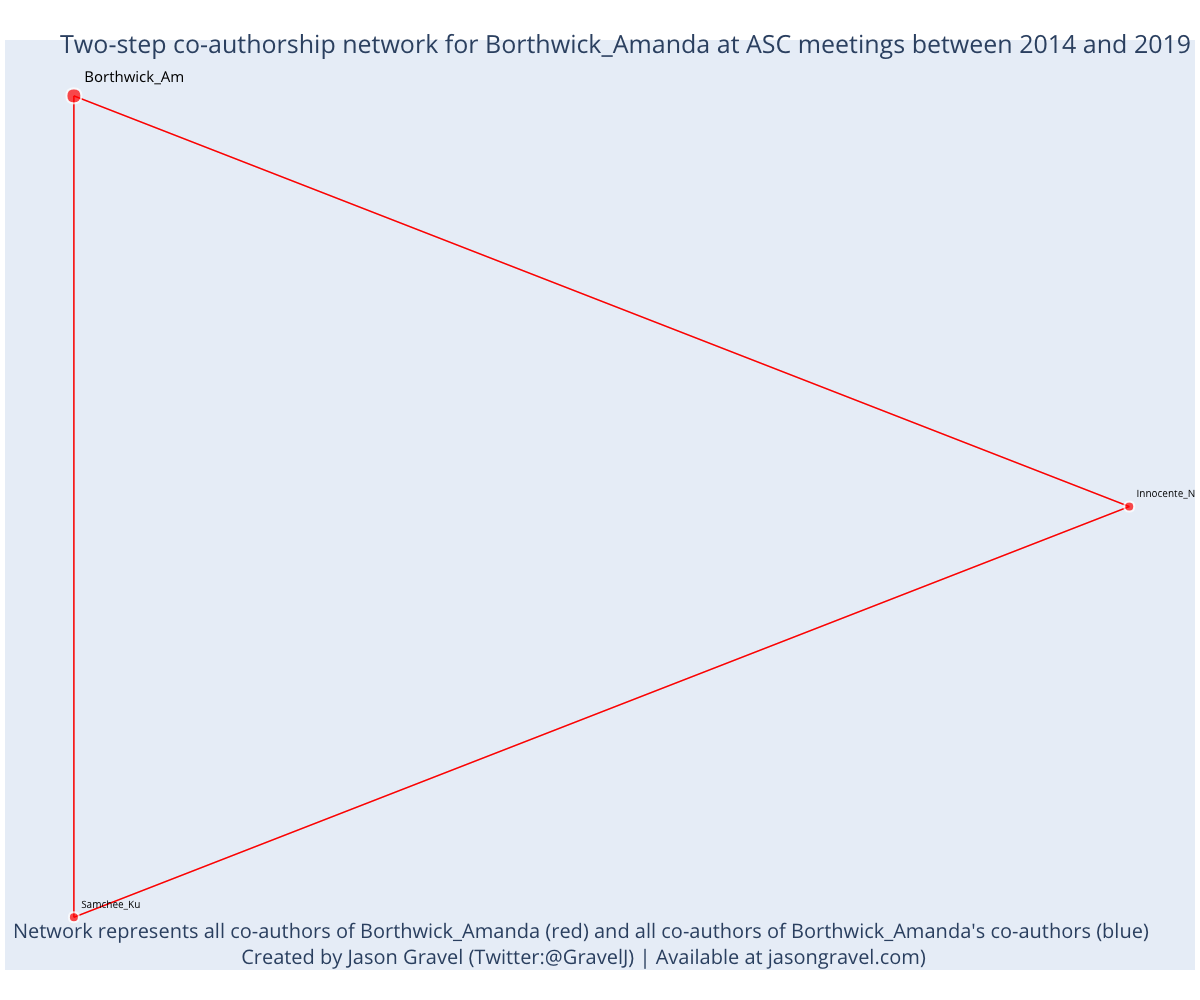 Two-step co-authorship network for Borthwick_Amanda at ASC meetings between 2014 and 2019
Borthwick_Am
Innocente_N
Samchee_Ku
Network represents all co-authors of Borthwick_Amanda (red) and all co-authors of Borthwick_Amanda's co-authors (blue)
Created by Jason Gravel (Twitter:@GravelJ) | Available at jasongravel.com)